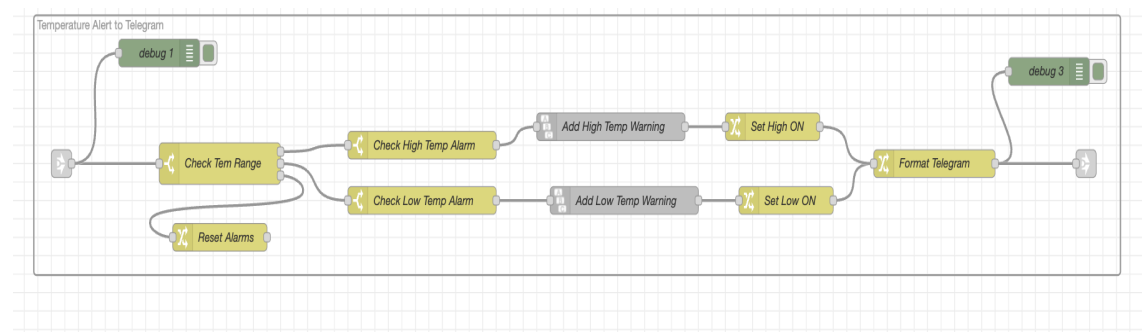 Temperature Alert to Telegram
debug 1
debug 3
Add High Temp Warning
Set High ON
Check High Temp Alarm
Check Tem Range
Format Telegram
Check Low Temp Alarm
Add Low Temp Warning
Set Low ON
Reset Alarms